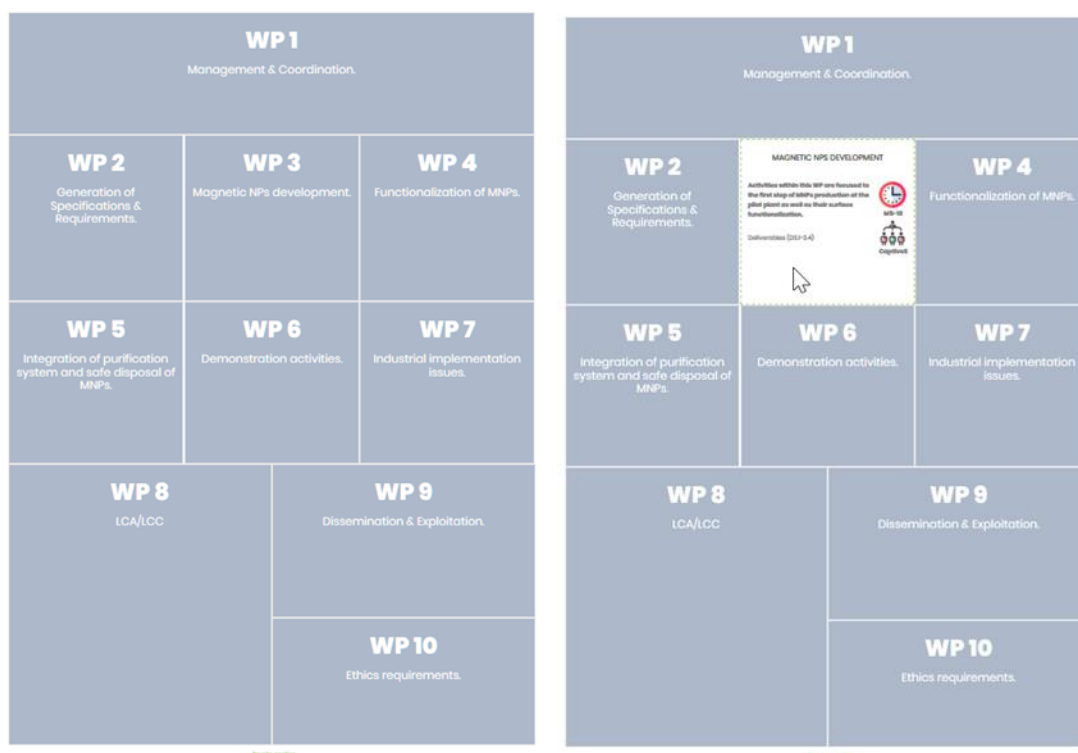 WP 1
Management & Coordination.
WP 2
Generation of
Specifications &
Requirements.
WP 3
Magnetic NPs development.
WP 4
Functionalization of MNPs.
WP 5
Integration of purification
system and safe disposal of
MNPs.
WP 6
Demonstration activities.
WP 7
Industrial implementation
issues.
WP 8
LCA/LCC
WP 9
Dissemination & Exploitation.
WP 10
Ethics requirements.
WP 1
Management & Coordination.
WP 2
Generation of
Specifications &
Requirements.
MAGNETIC NPS DEVELOPMENT
Activities within this WP are focused to
the first step of MNPs production at the
pilot plant as well as their surface
functionalization.
Deliverables
WP 4
Functionalization of MNPs.
WP 5
Integration of purification
system and safe disposal of
MNPs.
WP 6
Demonstration activities.
WP 7
Industrial implementation
issues.
WP 8
LCA/LCC
WP 9
Dissemination & Exploitation.
WP 10
Ethics requirements.